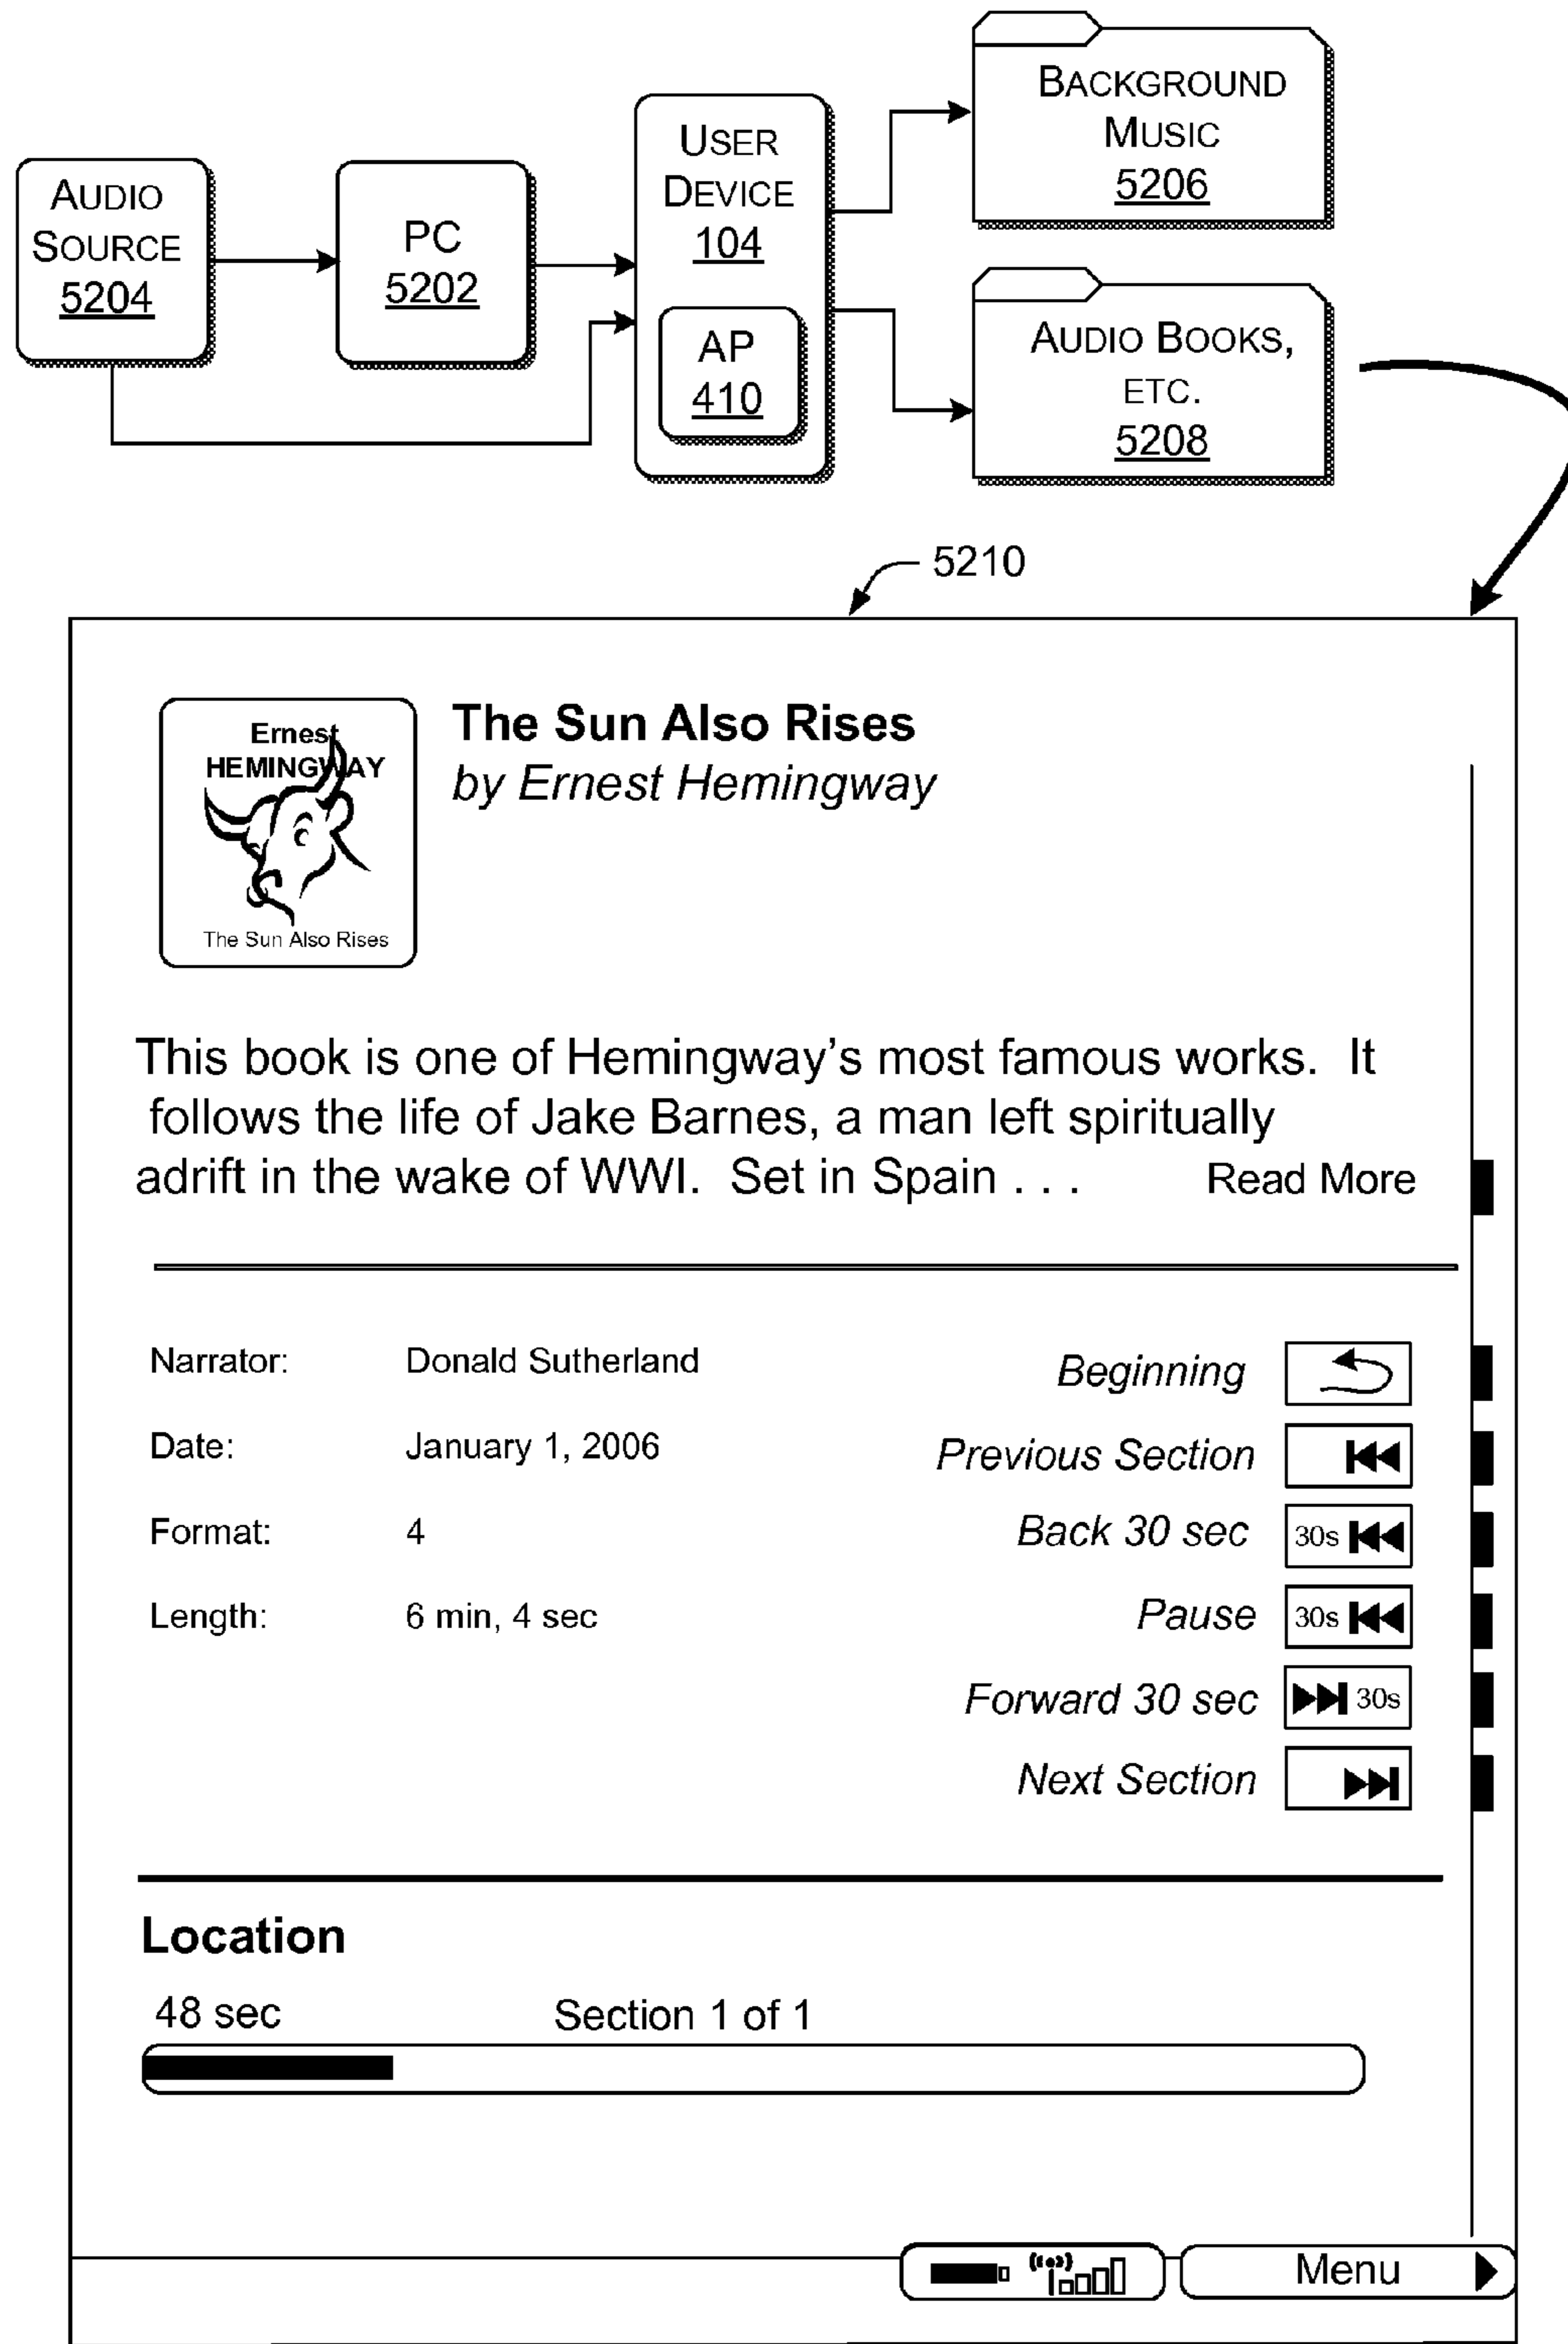 AUDIO
SOURCE
5204
PC
5202
USER
DEVICE
104
AP
410
BACKGROUND
MUSIC
5206
AUDIO BOOKS,
ETC.
5208
5210
Ernest
HEMINGWAY
The Sun Also Rises
The Sun Also Rises
by Ernest Hemingway
This book is one of Hemingway's most famous works. It
follows the life of Jake Barnes, a man left spiritually
adrift in the wake of WWI. Set in Spain . . . Read More
Narrator: Donald Sutherland
Date: January 1, 2006
Format: 4
Length: 6 min, 4 sec
Beginning
Previous Section
Back 30 sec 30s
Pause 30s
Forward 30 sec 30s
Next Section
Location
48 sec Section 1 of 1
Menu